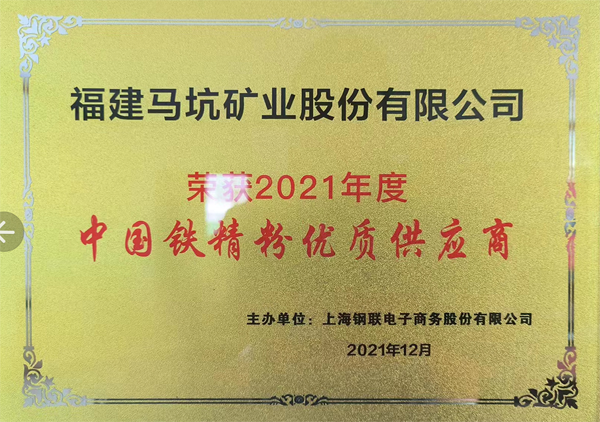 福建马坑矿业股份有限公司
荣获2021年度
中国铁精粉优质供应商
主办单位：上海钢联电子商务股份有限公司
2021年12月